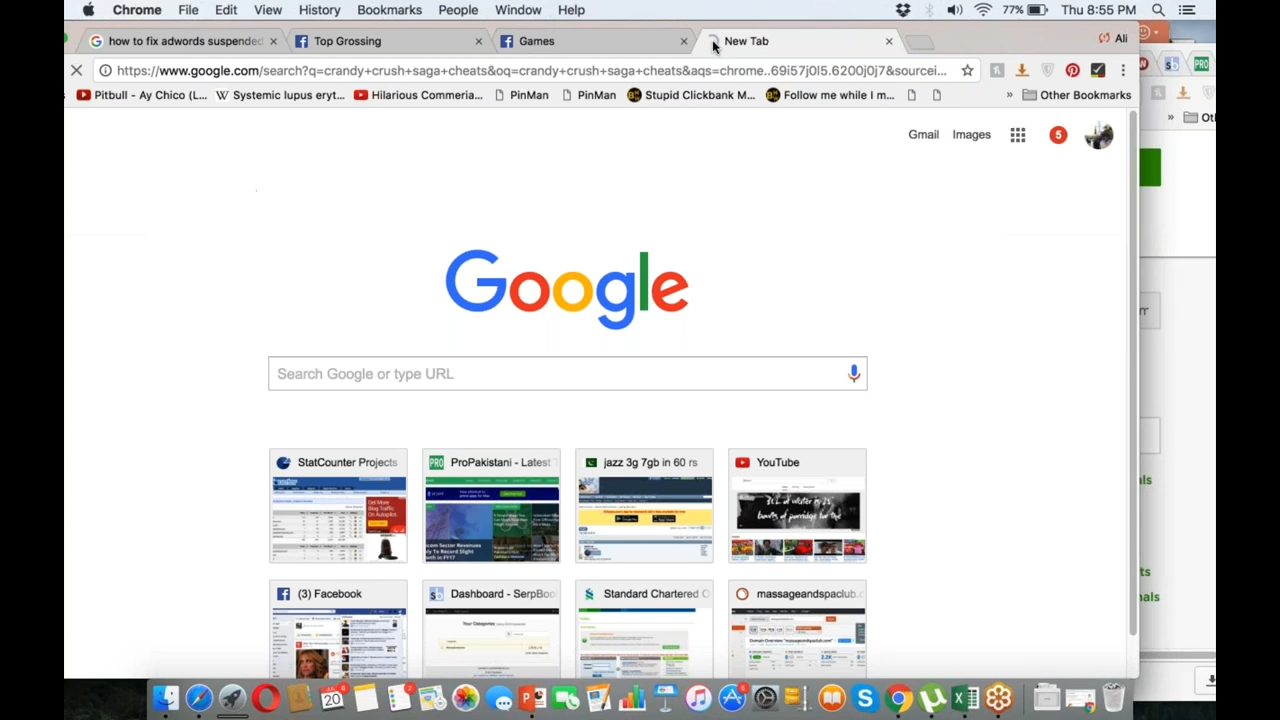 Chrome File Edit View History Bookmarks People Window Help 77% Thu 8:55 PM
how to fix adwords suspended Top Grossing Games New Tab Ali
https://www.google.com/search?q=crandy+crush+saga+cheats&oq=crandy+crush+saga+cheats&aqs=chrome..69i57j0l5.6200j0j7&sourcei...
Pitbull - Ay Chico (L... Systemic lupus eryt... Hilarious Commeria... PinMan PinMan Stupid Clickbank M... Follow me while I m... » Other Bookmarks
» Ot
Gmail Images 5
Google
Search Google or type URL
StatCounter Projects ProPakistani - Latest jazz 3g 7gb in 60 rs YouTube
(3) Facebook Dashboard - SerpBoo Standard Chartered massageandspaclub.c